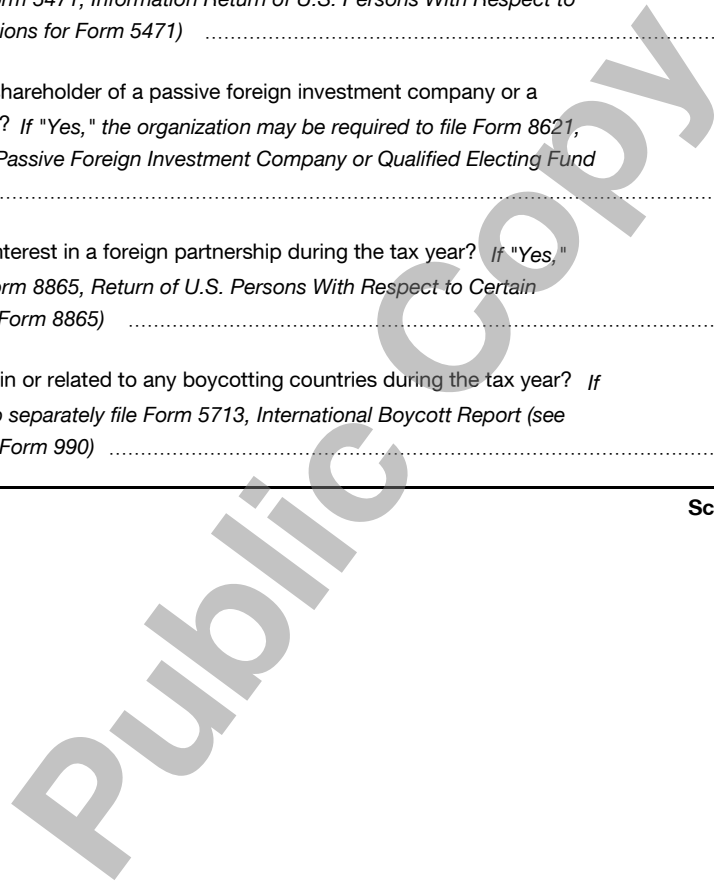 rm 5471, Information Return of U.S. Persons With Respect to
ions for Form 5471)
hareholder of a passive foreign investment company or a
? If "Yes," the organization may be required to file Form 8621,
Passive Foreign Investment Company or Qualified Electing Fund
nterest in a foreign partnership during the tax year? If "Yes,"
orm 8865, Return of U.S. Persons With Respect to Certain
Form 8865)
in or related to any boycotting countries during the tax year? If
o separately file Form 5713, International Boycott Report (see
Form 990)
Sc
Public Copy